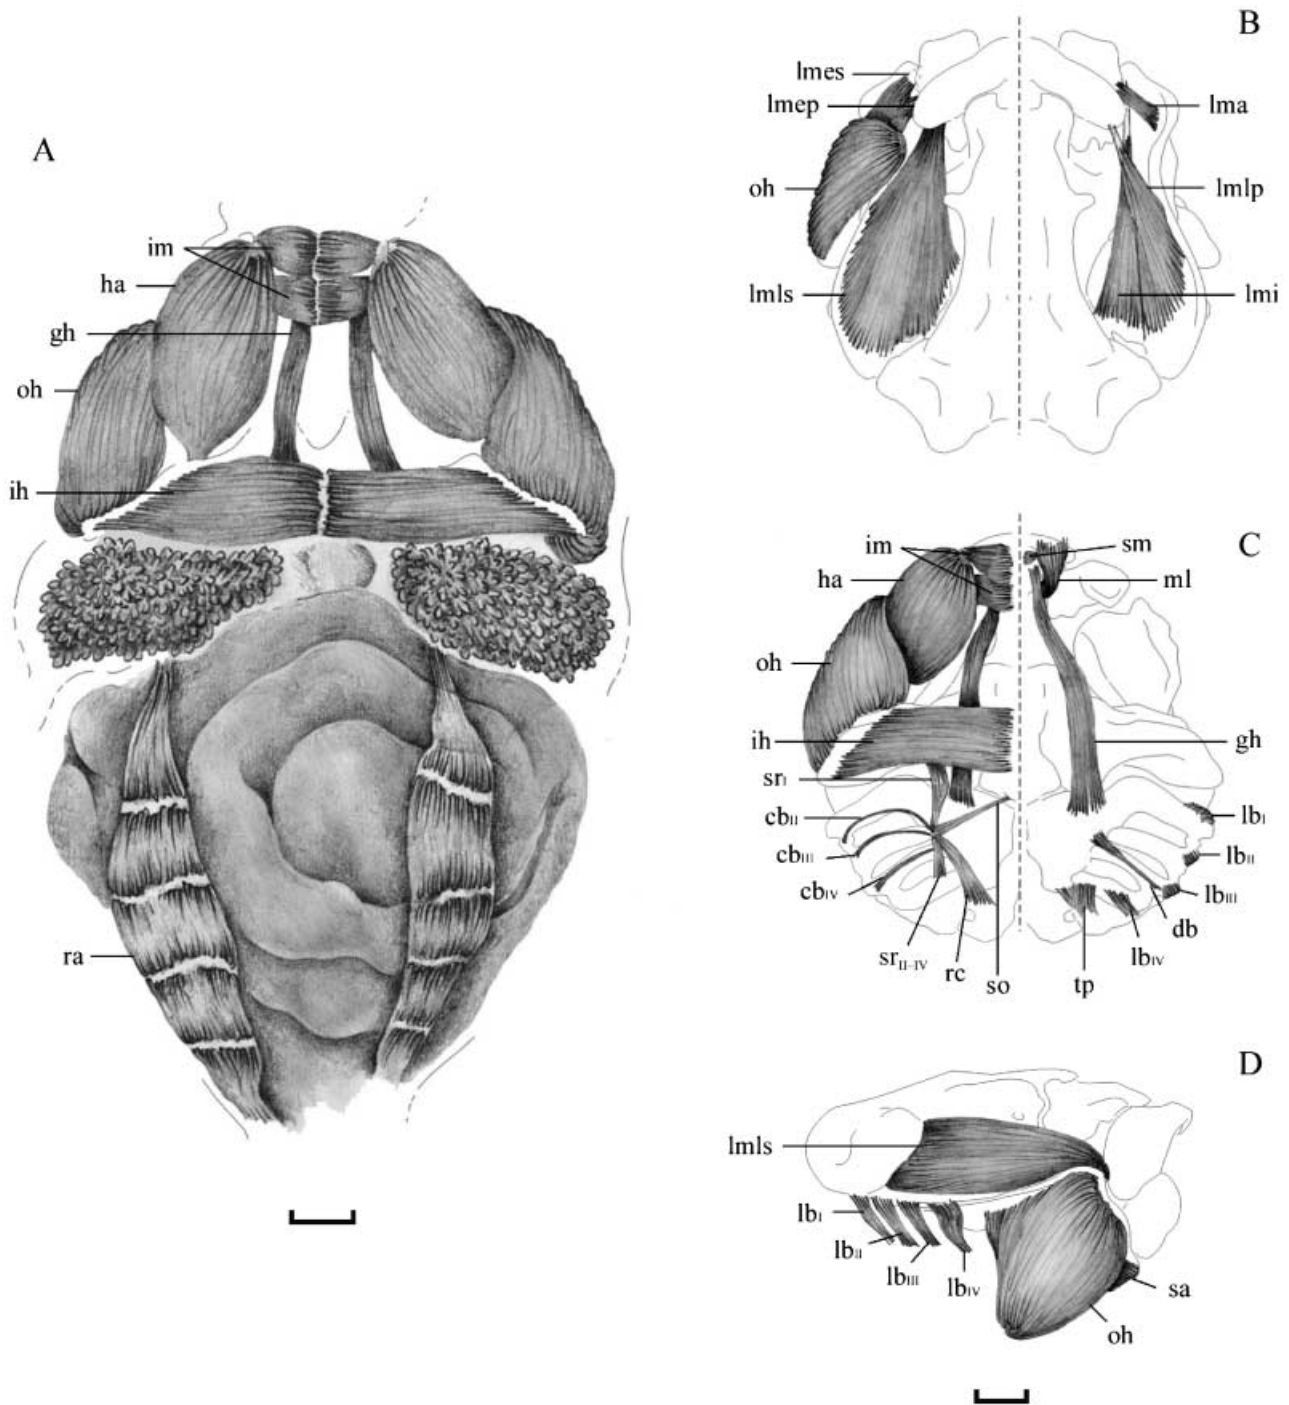 A
im
ha
gh
oh
ih
ra
B
lmes
lmep
oh
lmls
lma
lmlp
lmi
C
im
ha
oh
ih
srI
cbII
cbIII
cbIV
srII–IV
rc
so
sm
ml
gh
lbI
lbII
lbIII
db
lbIV
tp
D
lmls
lbI
lbII
lbIII
lbIV
sa
oh